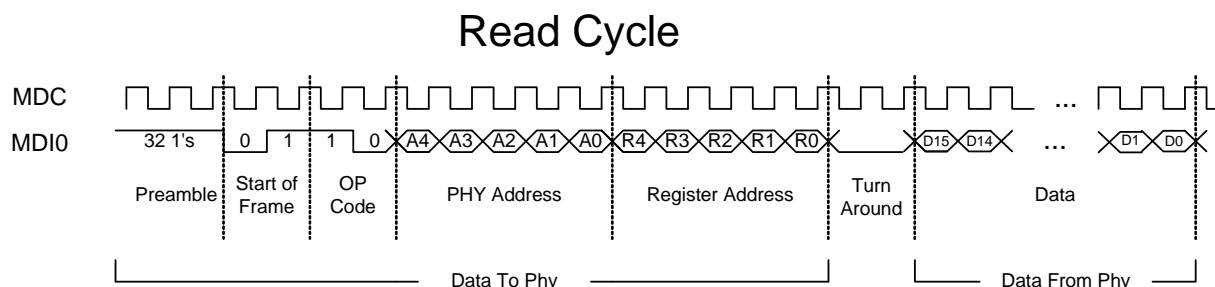 Read Cycle
MDC
...
MDI0
32 1's 0 1 1 0 A4 A3 A2 A1 A0 R4 R3 R2 R1 R0 D15 D14 ... D1 D0
Preamble
Start of
Frame
OP
Code
PHY Address
Register Address
Turn
Around
Data
Data To Phy
Data From Phy